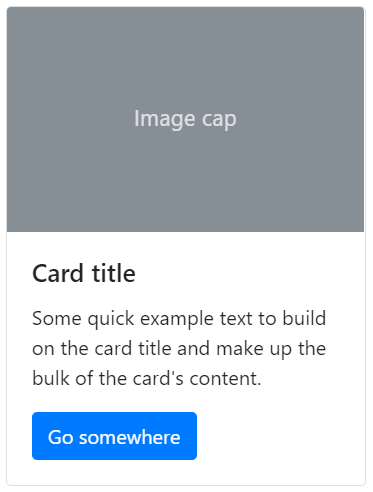 Image cap
Card title
Some quick example text to build
on the card title and make up the
bulk of the card's content.
Go somewhere